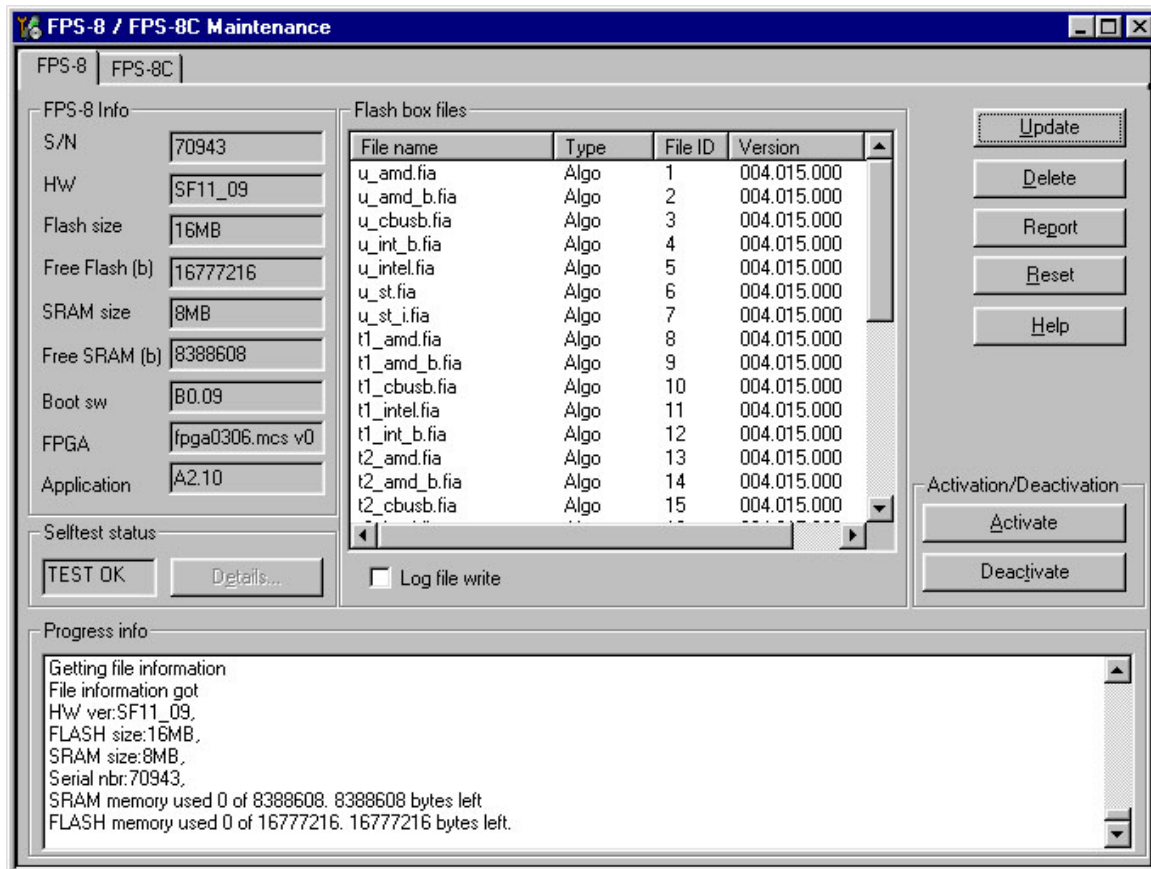 FPS-8 / FPS-8C Maintenance
FPS-8 FPS-8C
FPS-8 Info
S/N 70943
HW SF11_09
Flash size 16MB
Free Flash (b) 16777216
SRAM size 8MB
Free SRAM (b) 8388608
Boot sw B0.09
FPGA fpga0306.mcs v0
Application A2.10
Selftest status
TEST OK Details...
Flash box files
File name Type File ID Version
u_amd.fia Algo 1 004.015.000
u_amd_b.fia Algo 2 004.015.000
u_cbusb.fia Algo 3 004.015.000
u_int_b.fia Algo 4 004.015.000
u_intel.fia Algo 5 004.015.000
u_st.fia Algo 6 004.015.000
u_st_i.fia Algo 7 004.015.000
t1_amd.fia Algo 8 004.015.000
t1_amd_b.fia Algo 9 004.015.000
t1_cbusb.fia Algo 10 004.015.000
t1_intel.fia Algo 11 004.015.000
t1_int_b.fia Algo 12 004.015.000
t2_amd.fia Algo 13 004.015.000
t2_amd_b.fia Algo 14 004.015.000
t2_cbusb.fia Algo 15 004.015.000
Log file write
Update
Delete
Report
Reset
Help
Activation/Deactivation
Activate
Deactivate
Progress info
Getting file information
File information got
HW ver:SF11_09,
FLASH size:16MB,
SRAM size:8MB,
Serial nbr:70943,
SRAM memory used 0 of 8388608. 8388608 bytes left
FLASH memory used 0 of 16777216. 16777216 bytes left.